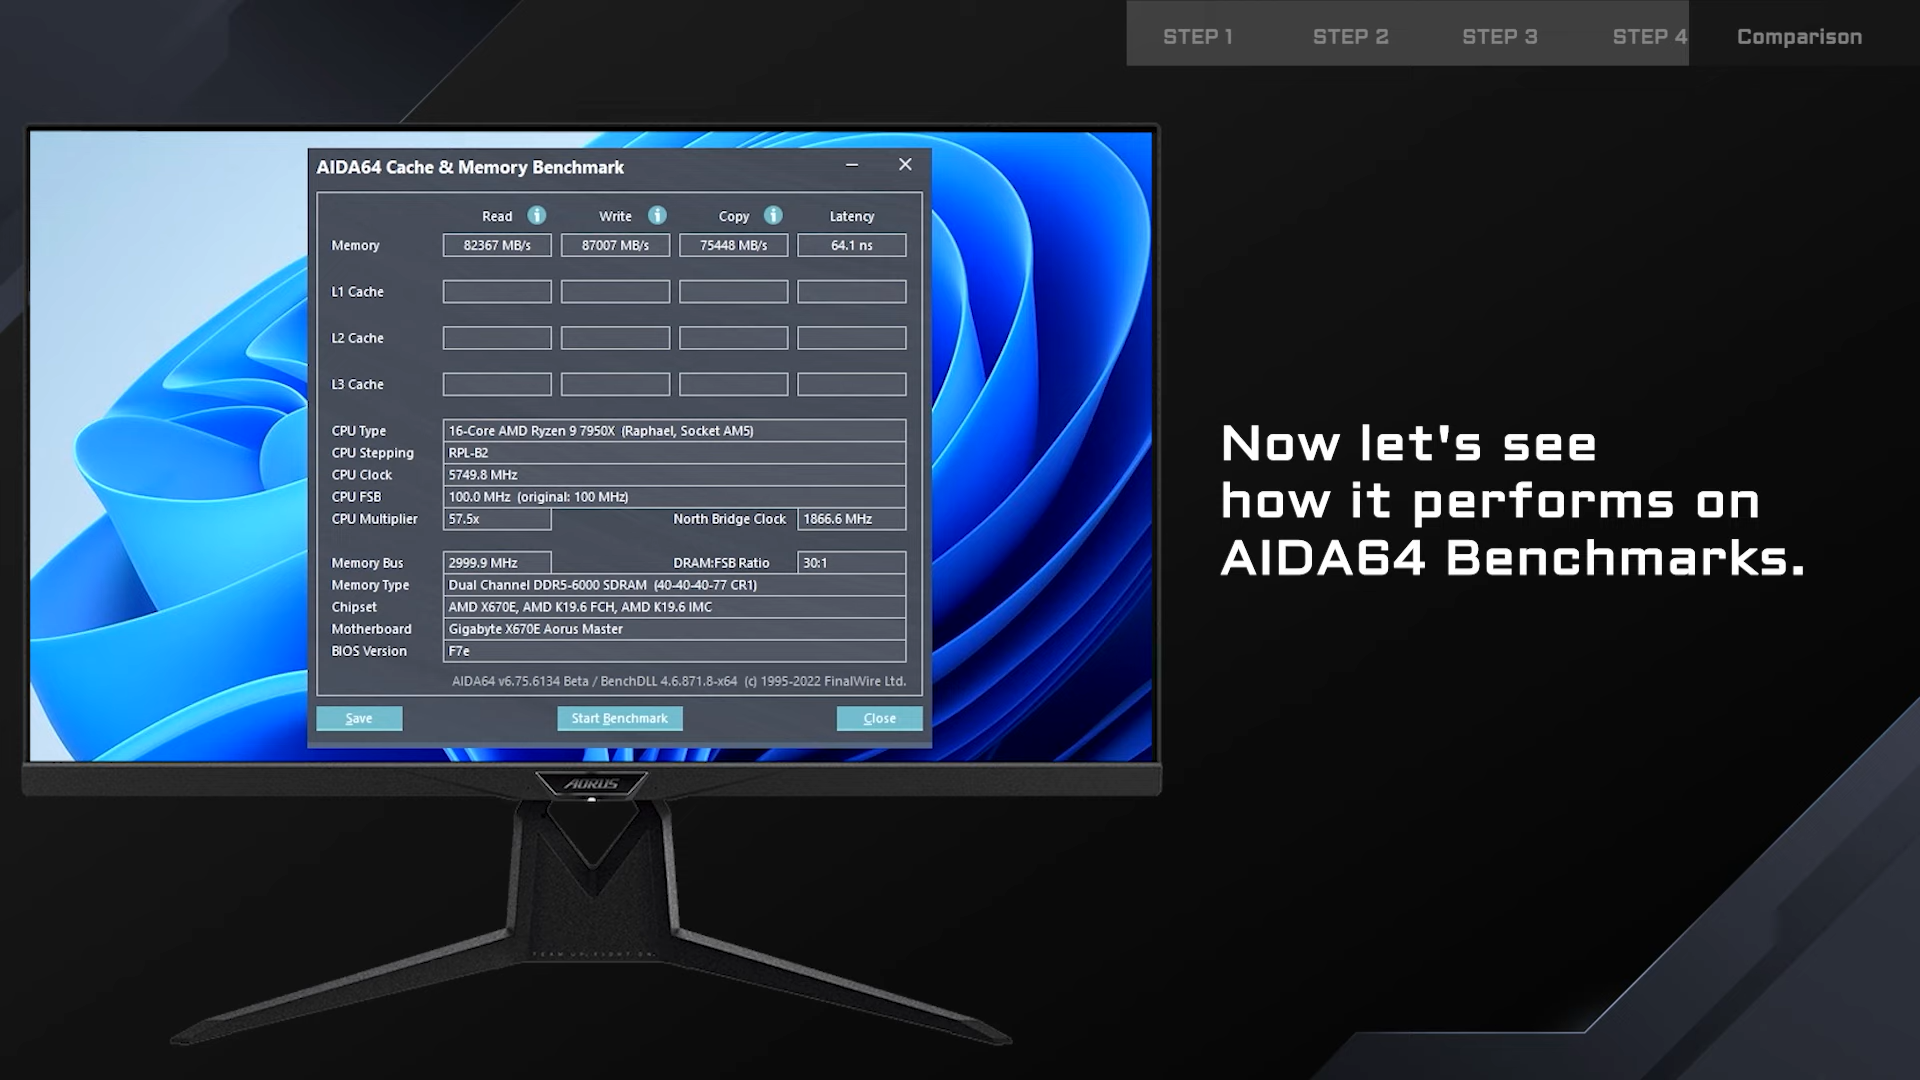 STEP 1 STEP 2 STEP 3 STEP 4 Comparison
AIDA64 Cache & Memory Benchmark
Read Write Copy Latency
Memory 82367 MB/s 87007 MB/s 75448 MB/s 64.1 ns
L1 Cache
L2 Cache
L3 Cache
CPU Type 16-Core AMD Ryzen 9 7950X (Raphael, Socket AM5)
CPU Stepping RPL-B2
CPU Clock 5749.8 MHz
CPU FSB 100.0 MHz (original: 100 MHz)
CPU Multiplier 57.5x North Bridge Clock 1866.6 MHz
Memory Bus 2999.9 MHz DRAM:FSB Ratio 30:1
Memory Type Dual Channel DDR5-6000 SDRAM (40-40-40-77 CR1)
Chipset AMD X670E, AMD K19.6 FCH, AMD K19.6 IMC
Motherboard Gigabyte X670E Aorus Master
BIOS Version F7e
AIDA64 v6.75.6134 Beta / BenchDLL 4.6.871.8-x64 (c) 1995-2022 FinalWire Ltd.
Save Start Benchmark Close
AORUS
TEAM UP. FIGHT ON.
Now let's see
how it performs on
AIDA64 Benchmarks.